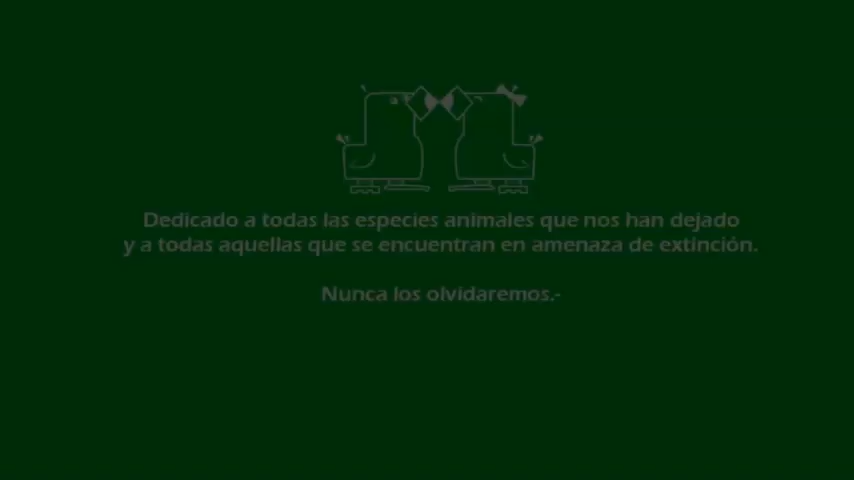 Dedicado a todas las especies animales que nos han dejado
y a todas aquellas que se encuentran en amenaza de extinción.
Nunca los olvidaremos.-